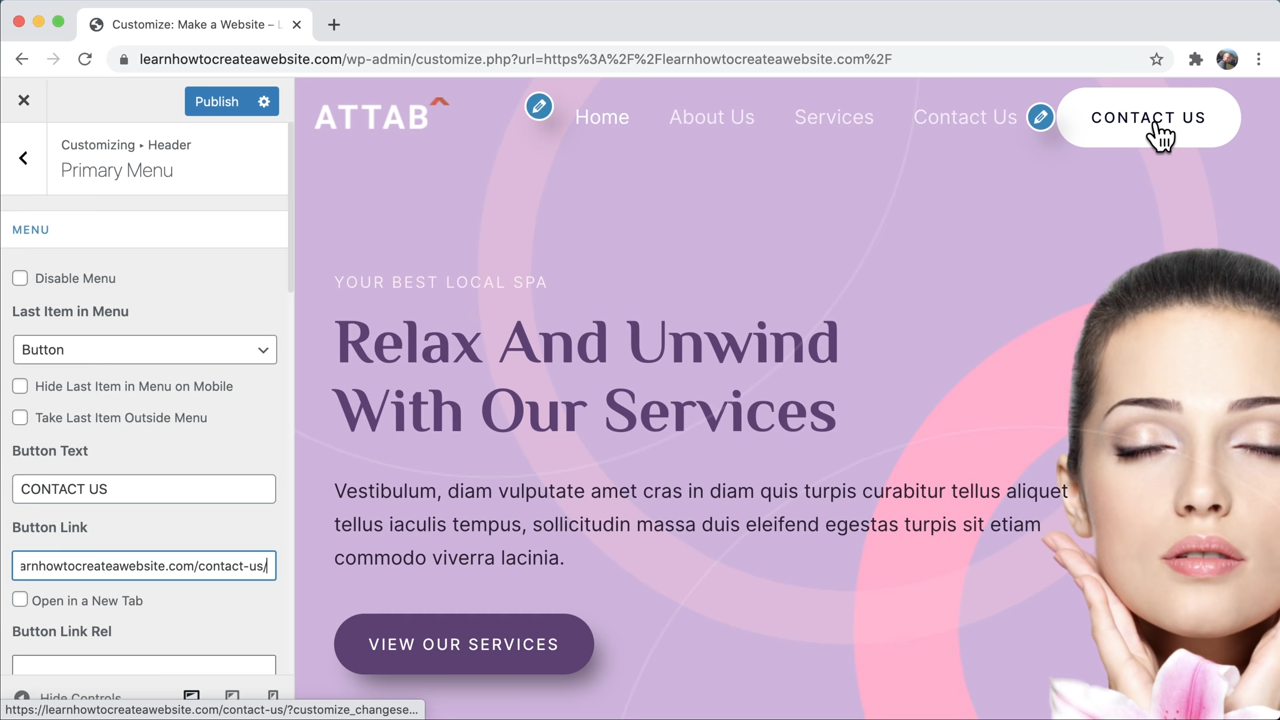 Customize: Make a Website – L
learnhowtocreateawebsite.com/wp-admin/customize.php?url=https%3A%2F%2Flearnhowtocreateawebsite.com%2F
Publish
Customizing ▸ Header
Primary Menu
MENU
Disable Menu
Last Item in Menu
Button
Hide Last Item in Menu on Mobile
Take Last Item Outside Menu
Button Text
CONTACT US
Button Link
arnhowtocreateawebsite.com/contact-us/
Open in a New Tab
Button Link Rel
Hide Controls
https://learnhowtocreateawebsite.com/contact-us/?customize_changese...
ATTAB
Home
About Us
Services
Contact Us
CONTACT US
YOUR BEST LOCAL SPA
Relax And Unwind
With Our Services
Vestibulum, diam vulputate amet cras in diam quis turpis curabitur tellus aliquet
tellus iaculis tempus, sollicitudin massa duis eleifend egestas turpis sit etiam
commodo viverra lacinia.
VIEW OUR SERVICES